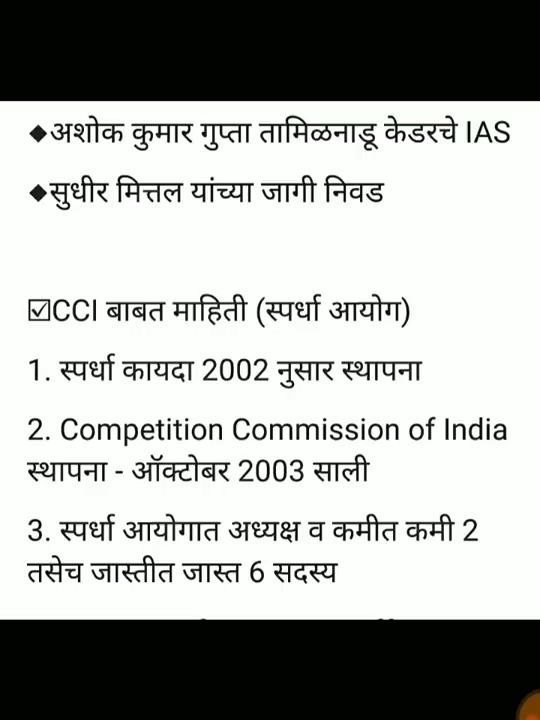 ◆अशोक कुमार गुप्ता तामिळनाडू केडरचे IAS
◆सुधीर मित्तल यांच्या जागी निवड
☑CCI बाबत माहिती (स्पर्धा आयोग)
1. स्पर्धा कायदा 2002 नुसार स्थापना
2. Competition Commission of India
स्थापना - ऑक्टोबर 2003 साली
3. स्पर्धा आयोगात अध्यक्ष व कमीत कमी 2
तसेच जास्तीत जास्त 6 सदस्य